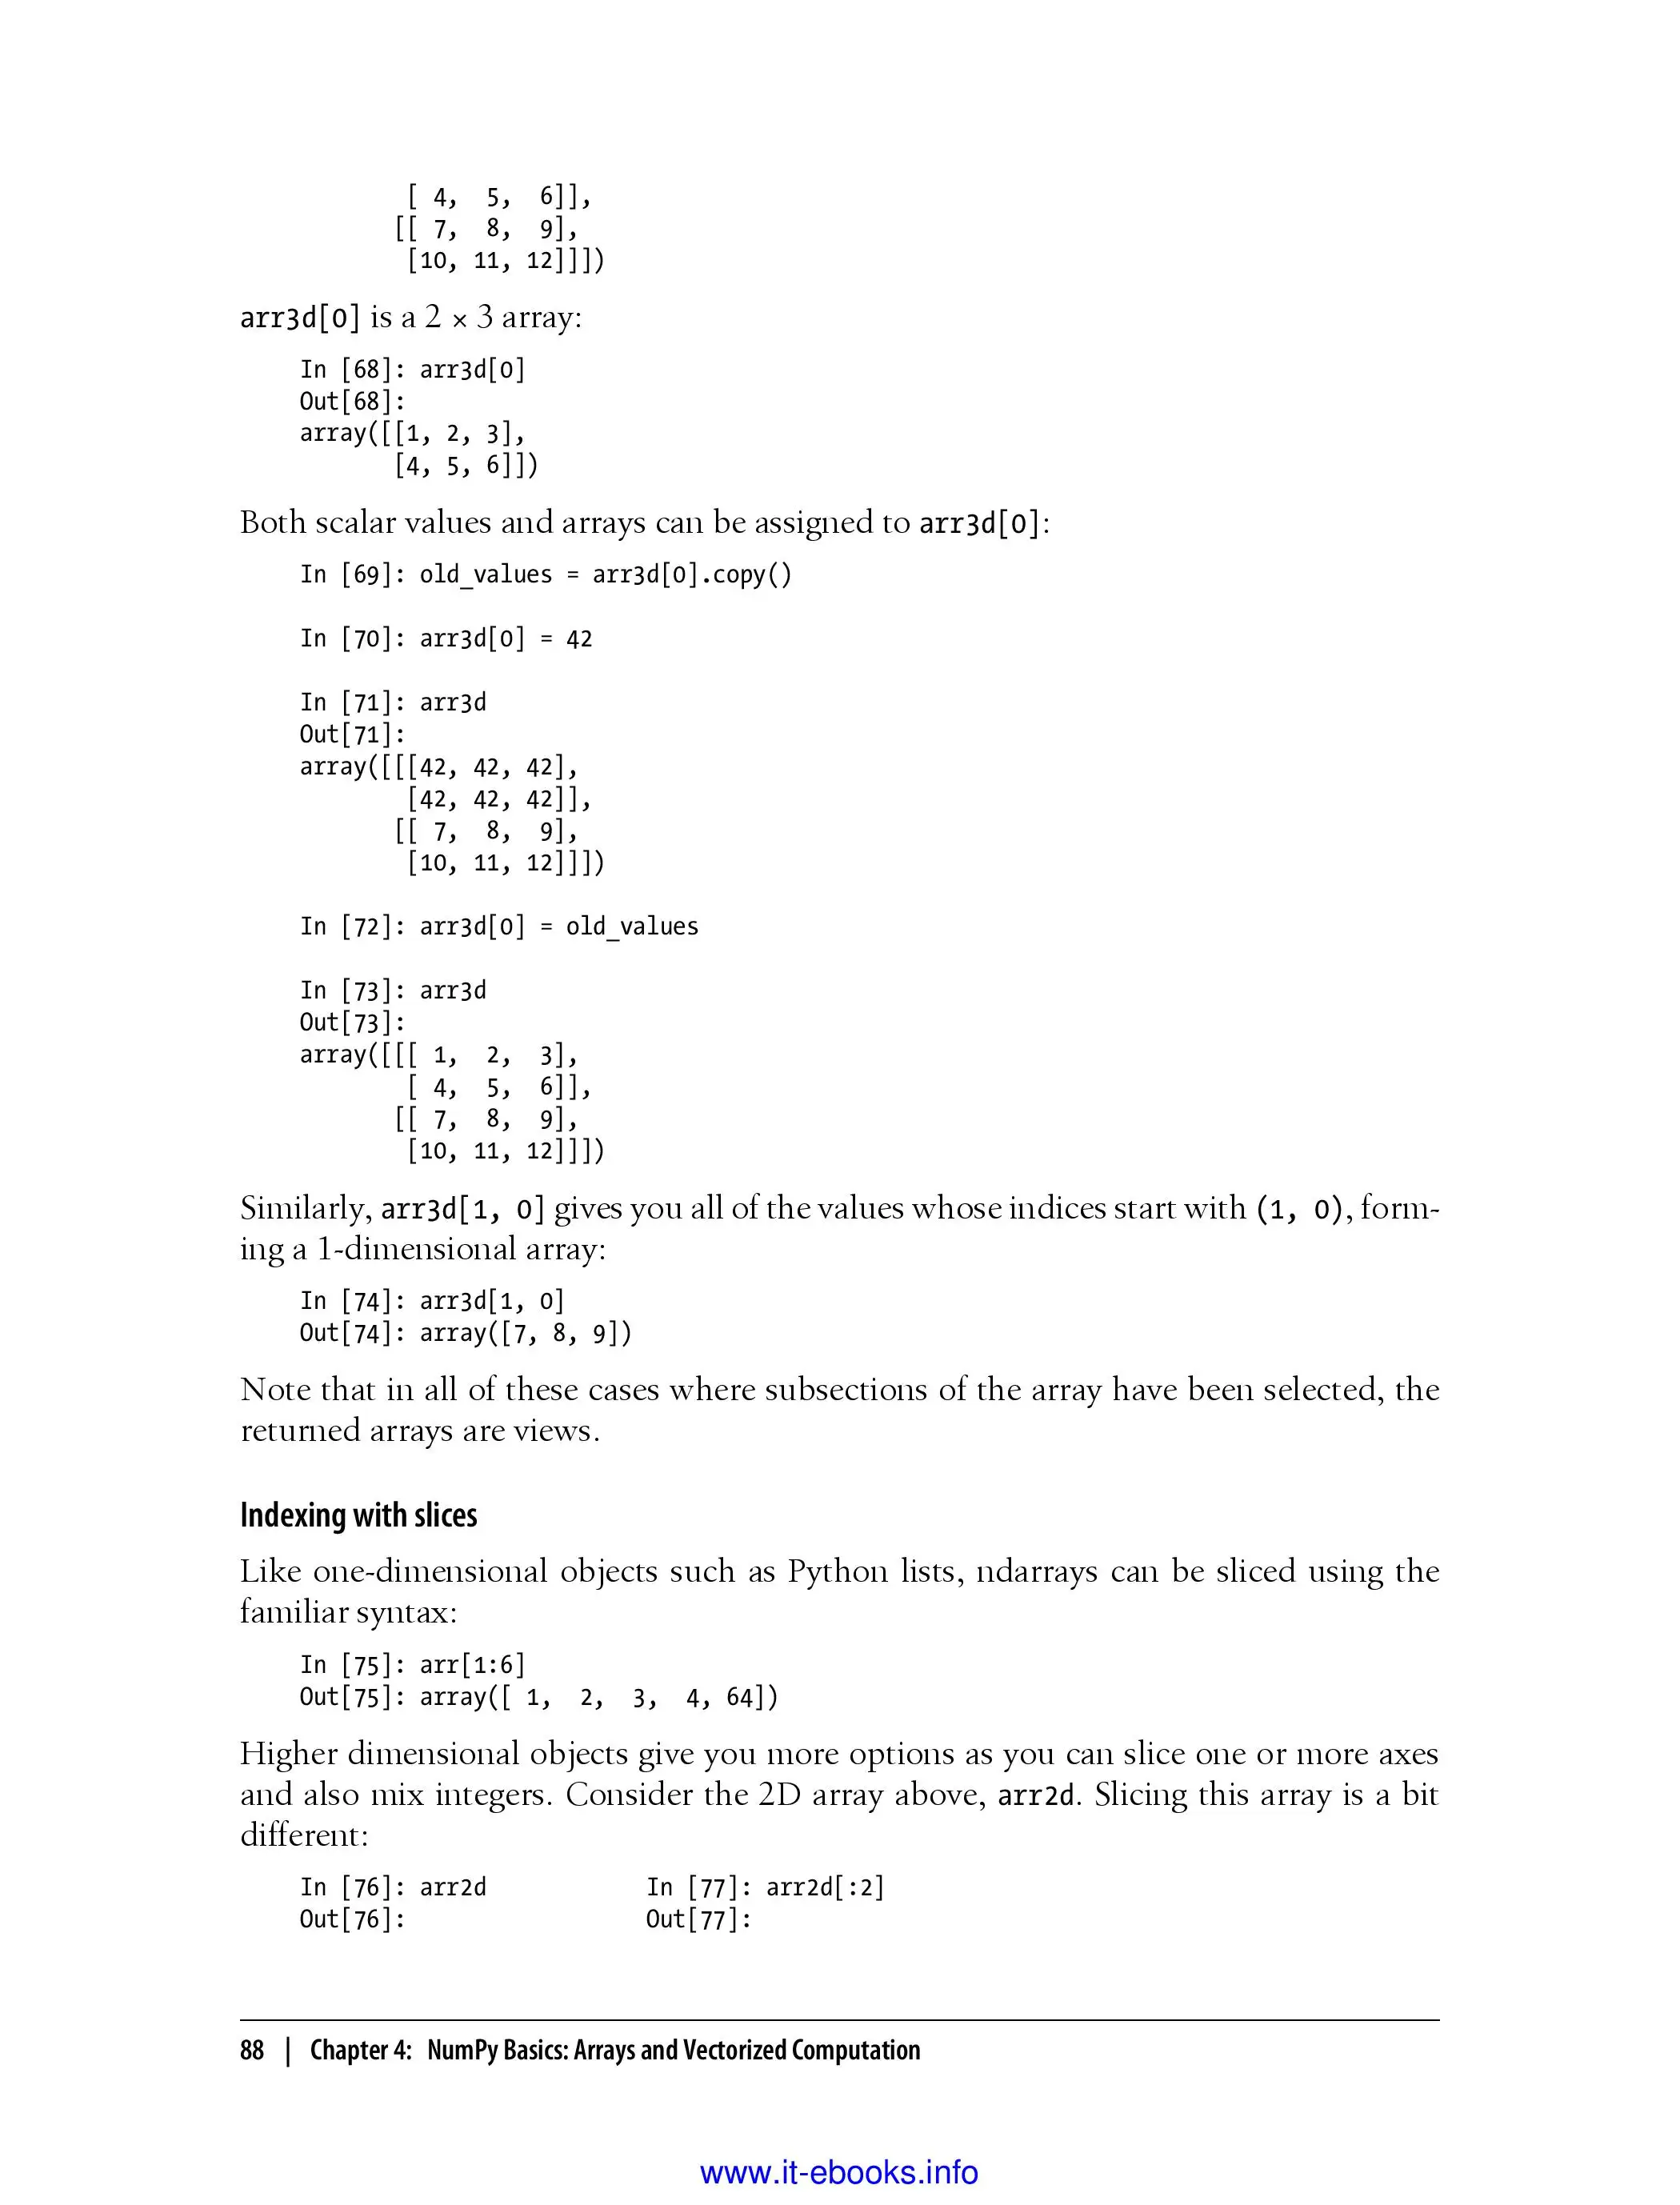 [ 4,  5,  6]],
[[ 7,  8,  9],
[10, 11, 12]]])
arr3d[0] is a 2 × 3 array:
In [68]: arr3d[0]
Out[68]:
array([[1, 2, 3],
[4, 5, 6]])
Both scalar values and arrays can be assigned to arr3d[0]:
In [69]: old_values = arr3d[0].copy()
In [70]: arr3d[0] = 42
In [71]: arr3d
Out[71]:
array([[[42, 42, 42],
[42, 42, 42]],
[[ 7,  8,  9],
[10, 11, 12]]])
In [72]: arr3d[0] = old_values
In [73]: arr3d
Out[73]:
array([[[ 1,  2,  3],
[ 4,  5,  6]],
[[ 7,  8,  9],
[10, 11, 12]]])
Similarly, arr3d[1, 0] gives you all of the values whose indices start with (1, 0), form-
ing a 1-dimensional array:
In [74]: arr3d[1, 0]
Out[74]: array([7, 8, 9])
Note that in all of these cases where subsections of the array have been selected, the
returned arrays are views.
Indexing with slices
Like one-dimensional objects such as Python lists, ndarrays can be sliced using the
familiar syntax:
In [75]: arr[1:6]
Out[75]: array([ 1,  2,  3,  4, 64])
Higher dimensional objects give you more options as you can slice one or more axes
and also mix integers. Consider the 2D array above, arr2d. Slicing this array is a bit
different:
In [76]: arr2d            In [77]: arr2d[:2]
Out[76]:                  Out[77]:
88 | Chapter 4: NumPy Basics: Arrays and Vectorized Computation
www.it-ebooks.info